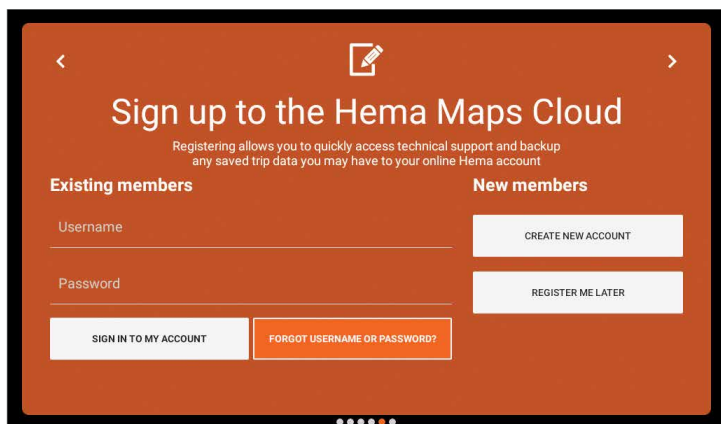 Sign up to the Hema Maps Cloud
Registering allows you to quickly access technical support and backup
any saved trip data you may have to your online Hema account
Existing members
Username
Password
SIGN IN TO MY ACCOUNT
FORGOT USERNAME OR PASSWORD?
New members
CREATE NEW ACCOUNT
REGISTER ME LATER